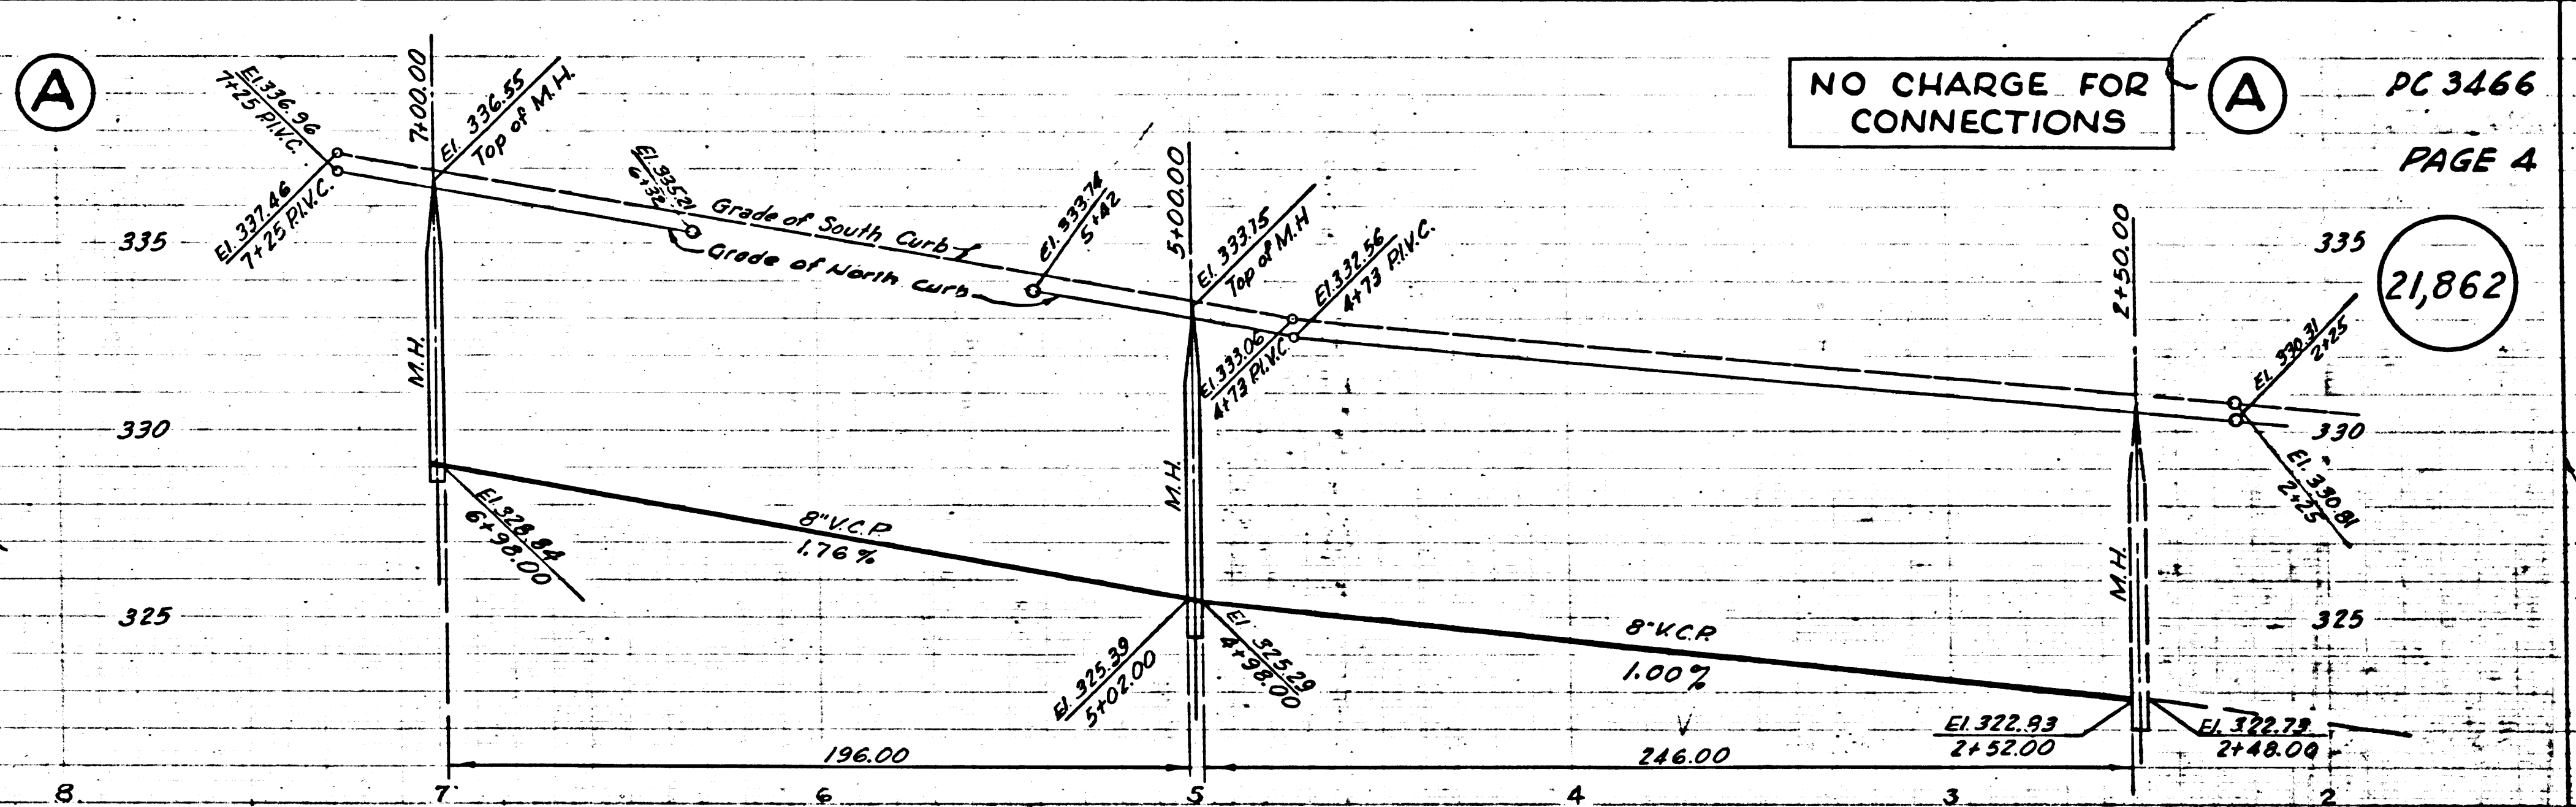 A
NO CHARGE FOR
CONNECTIONS
A
PC 3466
PAGE 4
21,862
El. 336.96
7+25 P.I.V.C.
El. 337.46
7+25 P.I.V.C.
7+00.00
El. 336.55
Top of M.H.
El. 335.21
6+32
Grade of South Curb
Grade of North Curb
El. 333.74
5+42
5+00.00
El. 333.75
Top of M.H
El. 332.56
4+73 P.I.V.C.
El. 333.06
4+73 P.I.V.C.
2+50.00
El. 330.31
2+25
El. 330.81
2+25
335
335
330
330
325
325
M.H.
M.H.
M.H.
El. 328.84
6+98.00
8" V.C.P.
1.76 %
El. 325.39
5+02.00
El 325.29
4+98.00
8" V.C.P.
1.00%
El. 322.83
2+52.00
El. 322.79
2+48.00
196.00
246.00
8
7
6
5
4
3
2